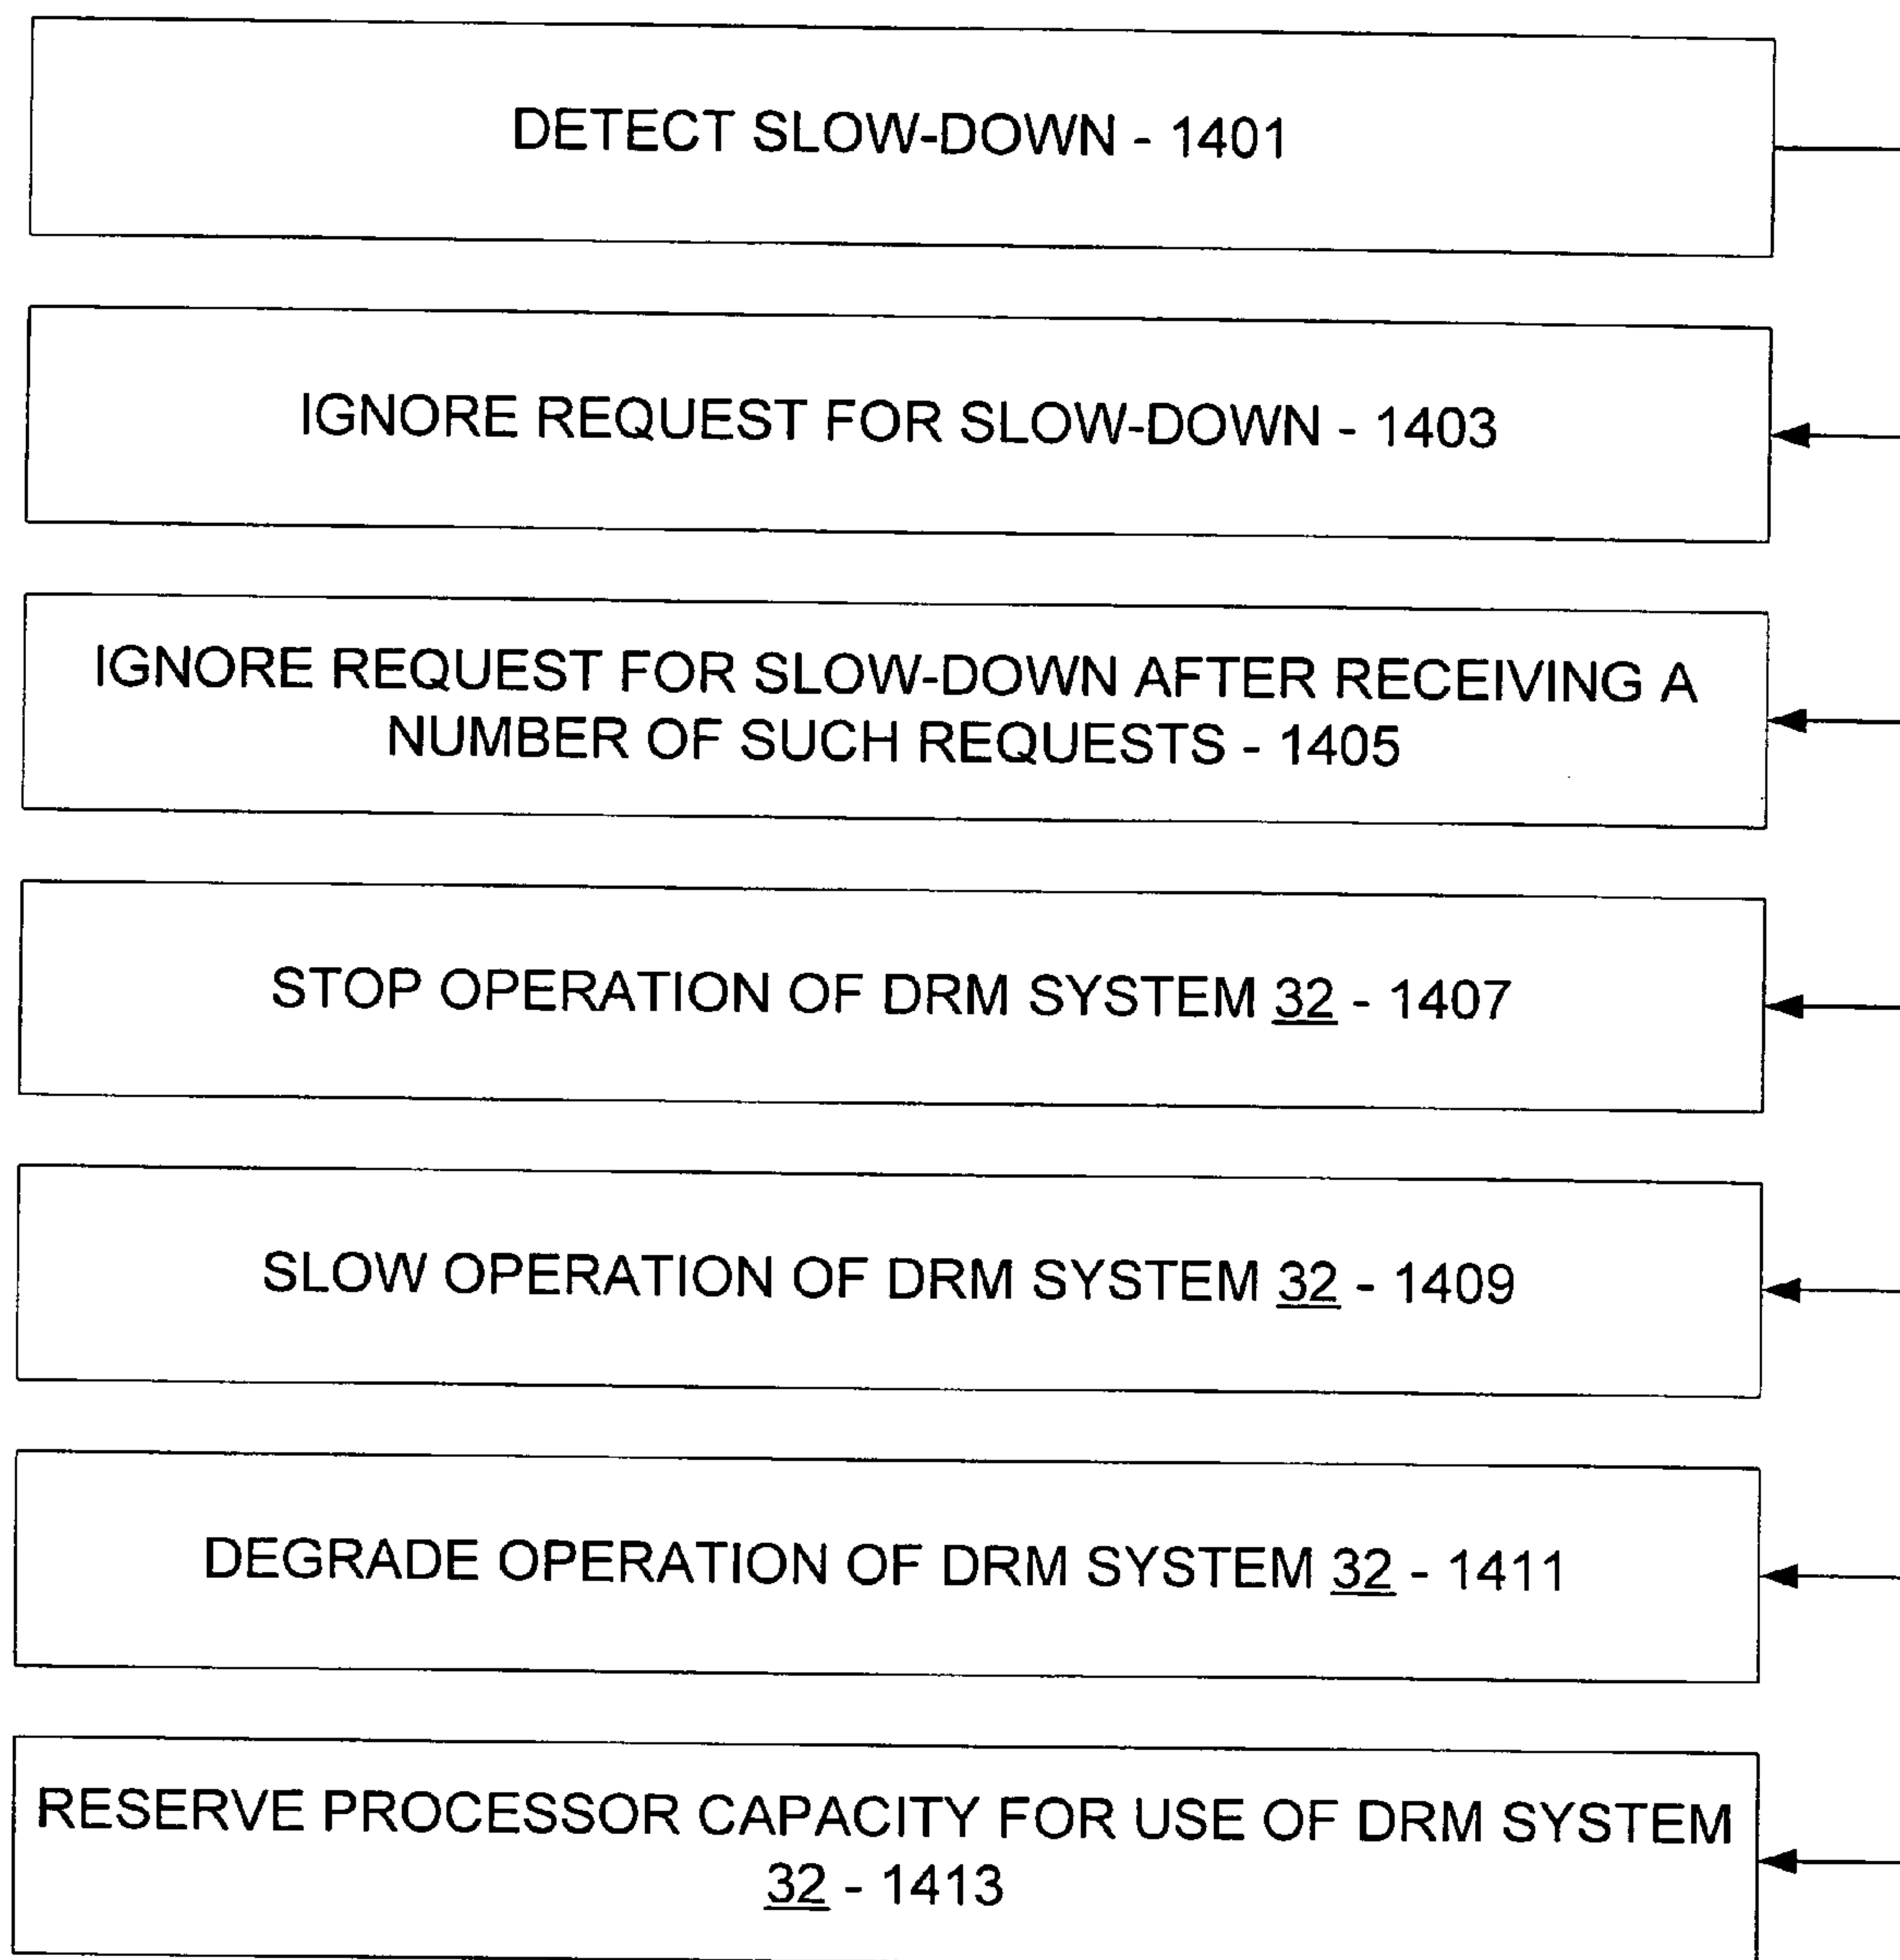 DETECT SLOW-DOWN - 1401
IGNORE REQUEST FOR SLOW-DOWN - 1403
IGNORE REQUEST FOR SLOW-DOWN AFTER RECEIVING A
NUMBER OF SUCH REQUESTS - 1405
STOP OPERATION OF DRM SYSTEM 32 - 1407
SLOW OPERATION OF DRM SYSTEM 32 - 1409
DEGRADE OPERATION OF DRM SYSTEM 32 - 1411
RESERVE PROCESSOR CAPACITY FOR USE OF DRM SYSTEM
32 - 1413